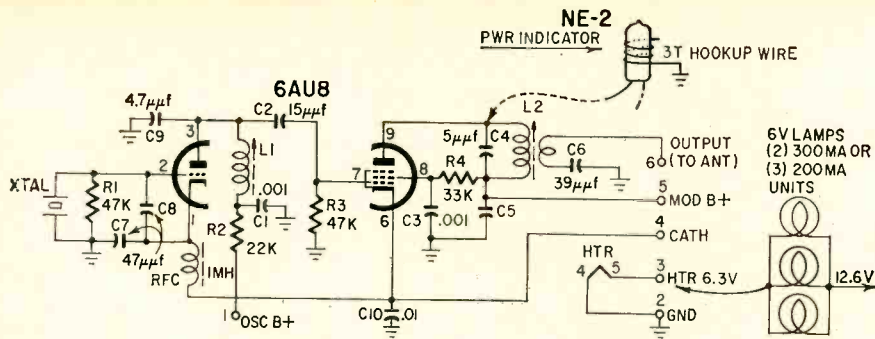 NE-2
PWR INDICATOR
3T HOOKUP WIRE
6AU8
4.7µµf
C9
3
C2
15µµf
9
5µµf
C4
L2
L1
C6
39µµf
OUTPUT
(TO ANT)
6
6V LAMPS
(2) 300MA OR
(3) 200MA
UNITS
XTAL
2
R1
47K
C8
C7
1
47µµf
RFC
1MH
.001
C1
R2
22K
R3
47K
7
8
6
R4
33K
C3
.001
C5
5
MOD B+
4
CATH
HTR
4
5
3
HTR 6.3V
12.6V
2
GND
1
OSC B+
C10
.01